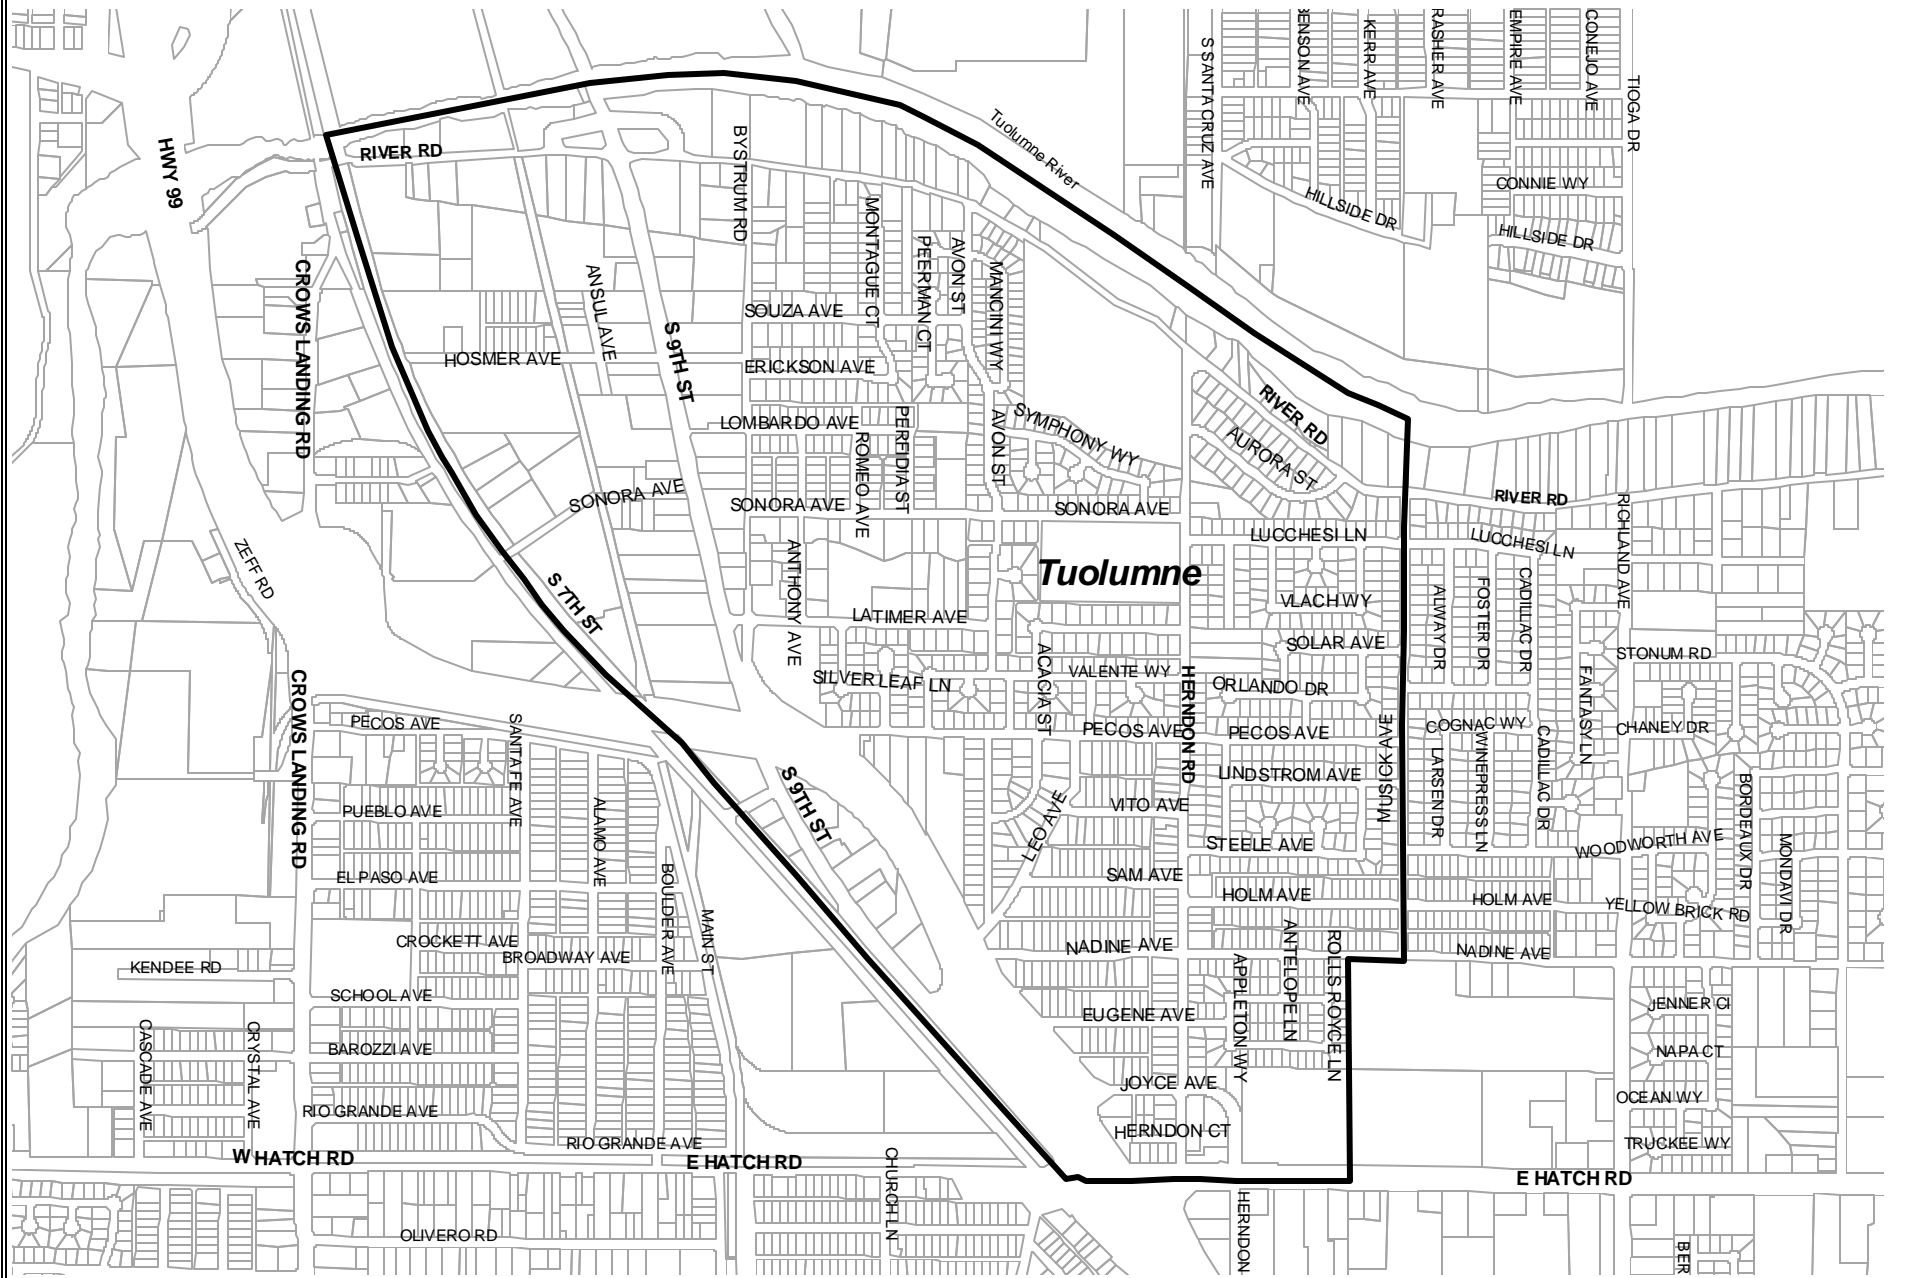 S SANTA CRUZ AVE
BENSON AVE
KERR AVE
RASHER AVE
EMPIRE AVE
CONEJO AVE
TIOGA DR
HWY 99
RIVER RD
BYSTRUM RD
Tuolumne River
CONNIE WY
HILLSIDE DR
HILLSIDE DR
CROWS LANDING RD
ANSUL AVE
S 9TH ST
MONTAGUE CT
PEERMAN CT
AVON ST
MANCINI WY
SOUZA AVE
HOSMER AVE
ERICKSON AVE
LOMBARDO AVE
ROMEO AVE
PERFIDIA ST
AVON ST
SYMPHONY WY
RIVER RD
AURORA ST
SONORA AVE
SONORA AVE
SONORA AVE
RIVER RD
RICHLAND AVE
LUCCHESI LN
LUCCHESI LN
ZEFF RD
S 7TH ST
ANTHONY AVE
Tuolumne
VLACH WY
ALWAY DR
FOSTER DR
CADILLAC DR
LATIMER AVE
SOLAR AVE
STONUM RD
ACACIA ST
VALENTE WY
HERNDON RD
ORLANDO DR
FANTASY LN
SILVER LEAF LN
CROWS LANDING RD
PECOS AVE
SANTA FE AVE
PECOS AVE
PECOS AVE
MUSICK AVE
COGNAC WY
CHANEY DR
LARSEN DR
WINEPRESS LN
CADILLAC DR
S 9TH ST
LINDSTROM AVE
BORDEAUX DR
PUEBLO AVE
ALAMO AVE
LEO AVE
VITO AVE
STEELE AVE
WOODWORTH AVE
MONDAVI DR
EL PASO AVE
BOULDER AVE
SAM AVE
HOLM AVE
HOLM AVE
YELLOW BRICK RD
MAIN ST
CROCKETT AVE
BROADWAY AVE
NADINE AVE
ANTELOPE LN
ROLLS ROYCE LN
NADINE AVE
KENDEE RD
SCHOOL AVE
APPLETON WY
JENNER CI
CASCADE AVE
CRYSTAL AVE
EUGENE AVE
BAROZZI AVE
NAPA CT
JOYCE AVE
OCEAN WY
RIO GRANDE AVE
HERNDON CT
RIO GRANDE AVE
TRUCKEE WY
W HATCH RD
E HATCH RD
CHURCH LN
E HATCH RD
OLIVERO RD
HERNDON
BER